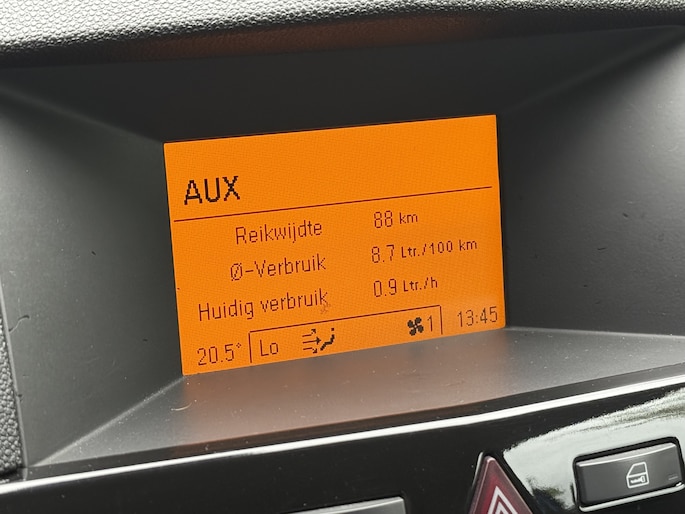 AUX
Reikwijdte 88 km
Ø-Verbruik 8.7 Ltr./100 km
Huidig verbruik 0.9 Ltr./h
20.5° Lo 1 13:45